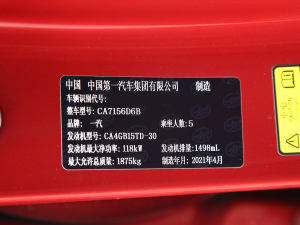 中国 中国第一汽车集团有限公司 制造
车辆识别代号:
整车型号: CA7156D6B
品牌: 一汽 乘坐人数: 5
发动机型号: CA4GB15TD-30
发动机最大净功率: 118kW 发动机排量: 1498mL
最大允许总质量: 1875kg 制造年月: 2021年4月